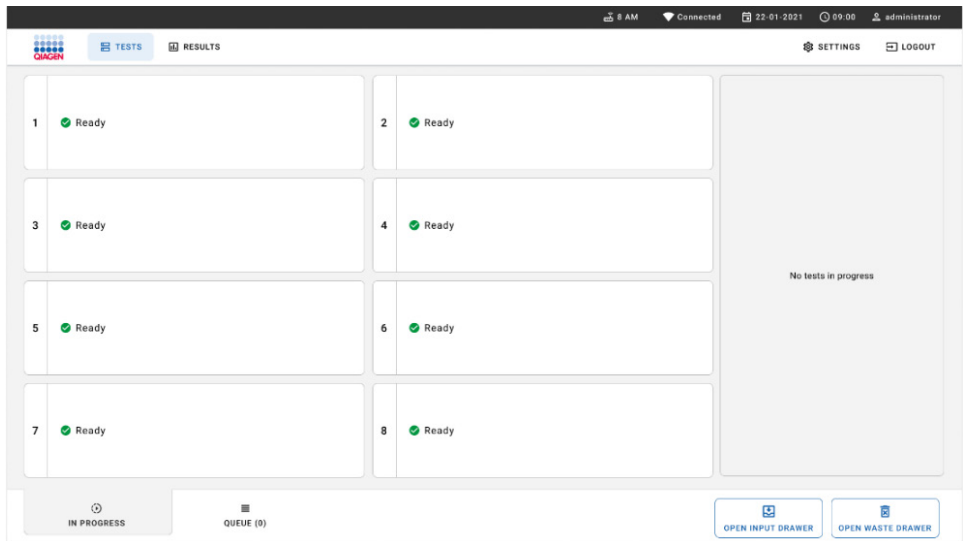 8 AM Connected 22-01-2021 09:00 administrator
QIAGEN TESTS RESULTS SETTINGS LOGOUT
1 Ready
2 Ready
3 Ready
4 Ready
No tests in progress
5 Ready
6 Ready
7 Ready
8 Ready
IN PROGRESS QUEUE (0) OPEN INPUT DRAWER OPEN WASTE DRAWER